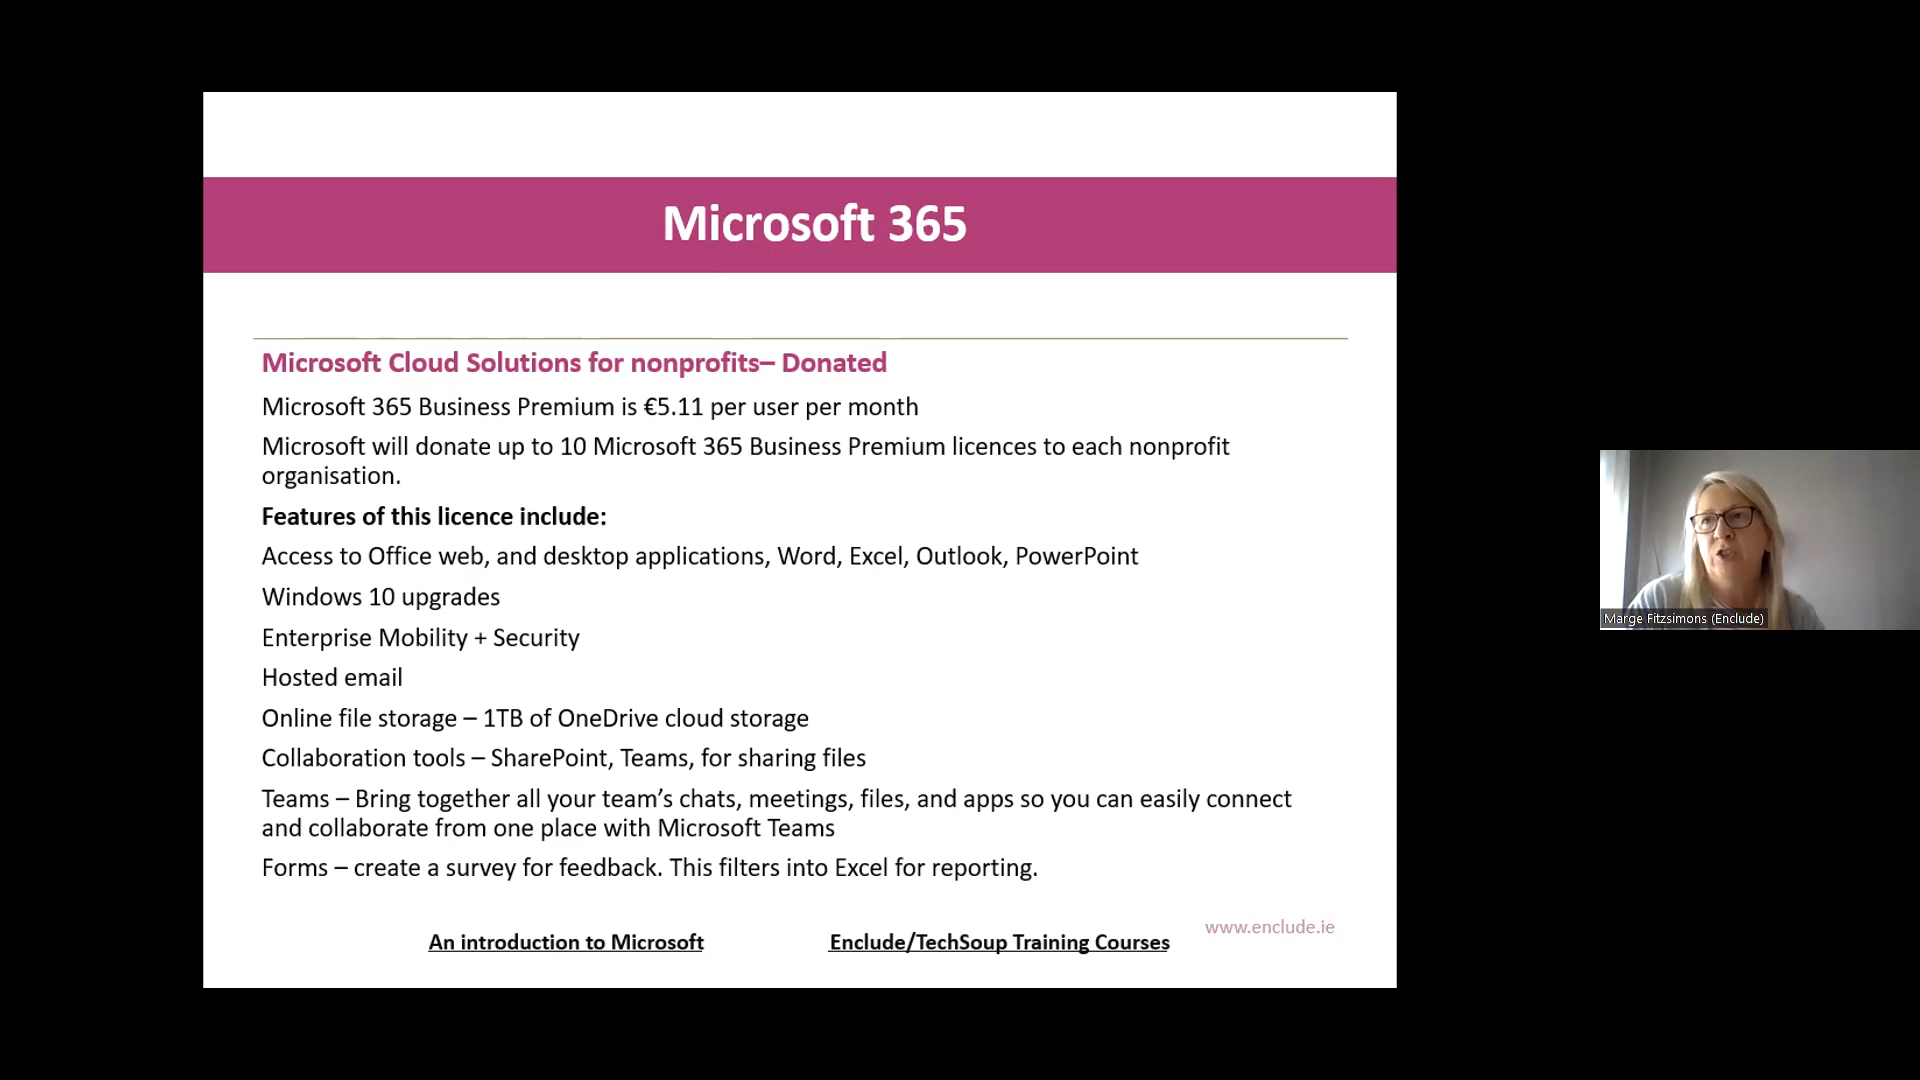 Microsoft 365
Microsoft Cloud Solutions for nonprofits– Donated
Microsoft 365 Business Premium is €5.11 per user per month
Microsoft will donate up to 10 Microsoft 365 Business Premium licences to each nonprofit
organisation.
Features of this licence include:
Access to Office web, and desktop applications, Word, Excel, Outlook, PowerPoint
Windows 10 upgrades
Enterprise Mobility + Security
Hosted email
Online file storage – 1TB of OneDrive cloud storage
Collaboration tools – SharePoint, Teams, for sharing files
Teams – Bring together all your team’s chats, meetings, files, and apps so you can easily connect
and collaborate from one place with Microsoft Teams
Forms – create a survey for feedback. This filters into Excel for reporting.
An introduction to Microsoft
Enclude/TechSoup Training Courses
www.enclude.ie
Marge Fitzsimons (Enclude)